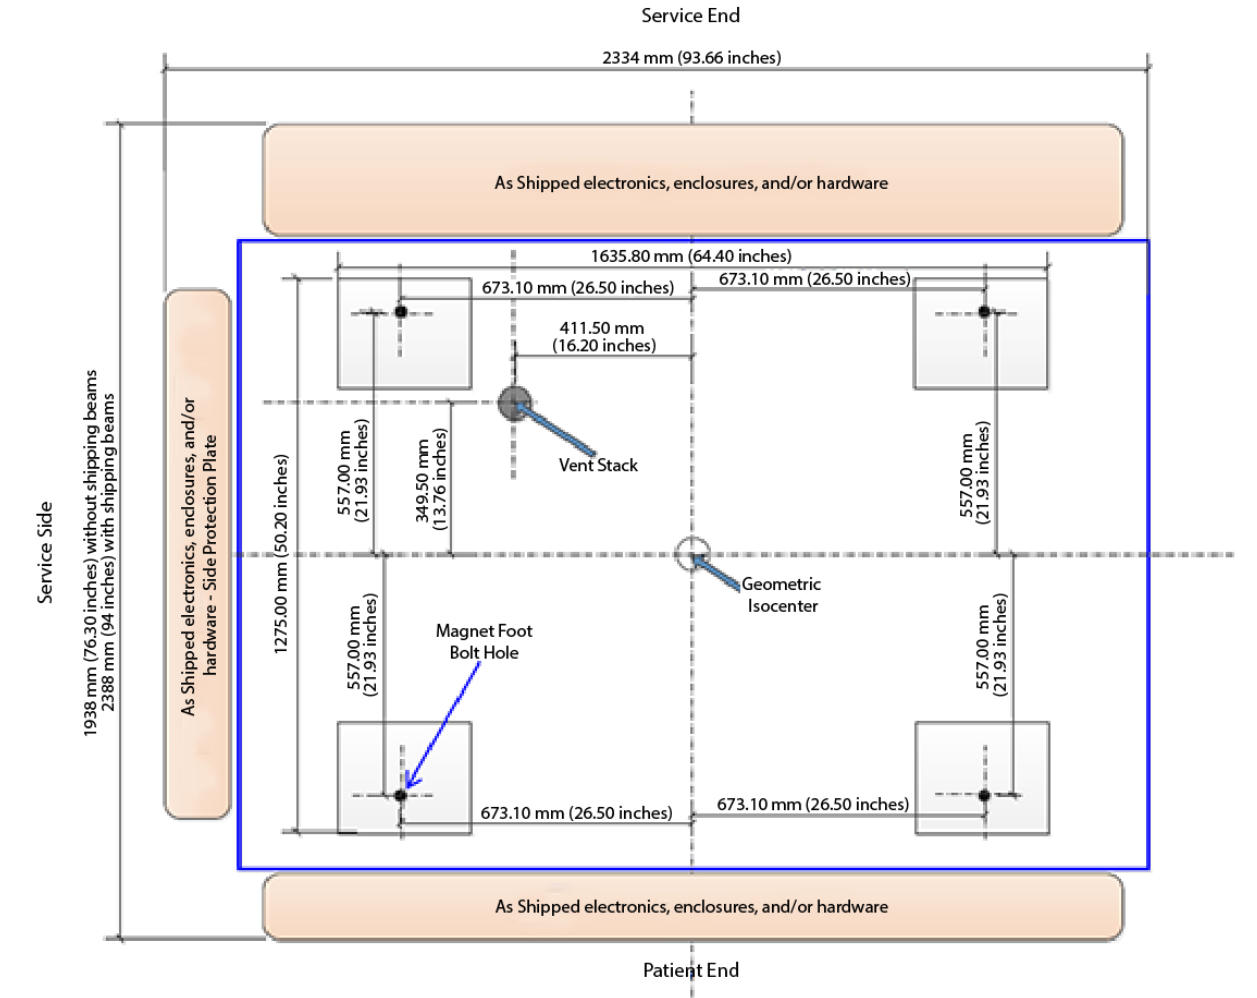 Service End
2334 mm (93.66 inches)
As Shipped electronics, enclosures, and/or hardware
1635.80 mm (64.40 inches)
673.10 mm (26.50 inches)
673.10 mm (26.50 inches)
411.50 mm
(16.20 inches)
Vent Stack
557.00 mm
(21.93 inches)
349.50 mm
(13.76 inches)
557.00 mm
(21.93 inches)
1275.00 mm (50.20 inches)
Service Side
1938 mm (76.30 inches) without shipping beams
2388 mm (94 inches) with shipping beams
As Shipped electronics, enclosures, and/or
hardware - Side Protection Plate
Geometric
Isocenter
Magnet Foot
Bolt Hole
557.00 mm
(21.93 inches)
557.00 mm
(21.93 inches)
673.10 mm (26.50 inches)
673.10 mm (26.50 inches)
As Shipped electronics, enclosures, and/or hardware
Patient End